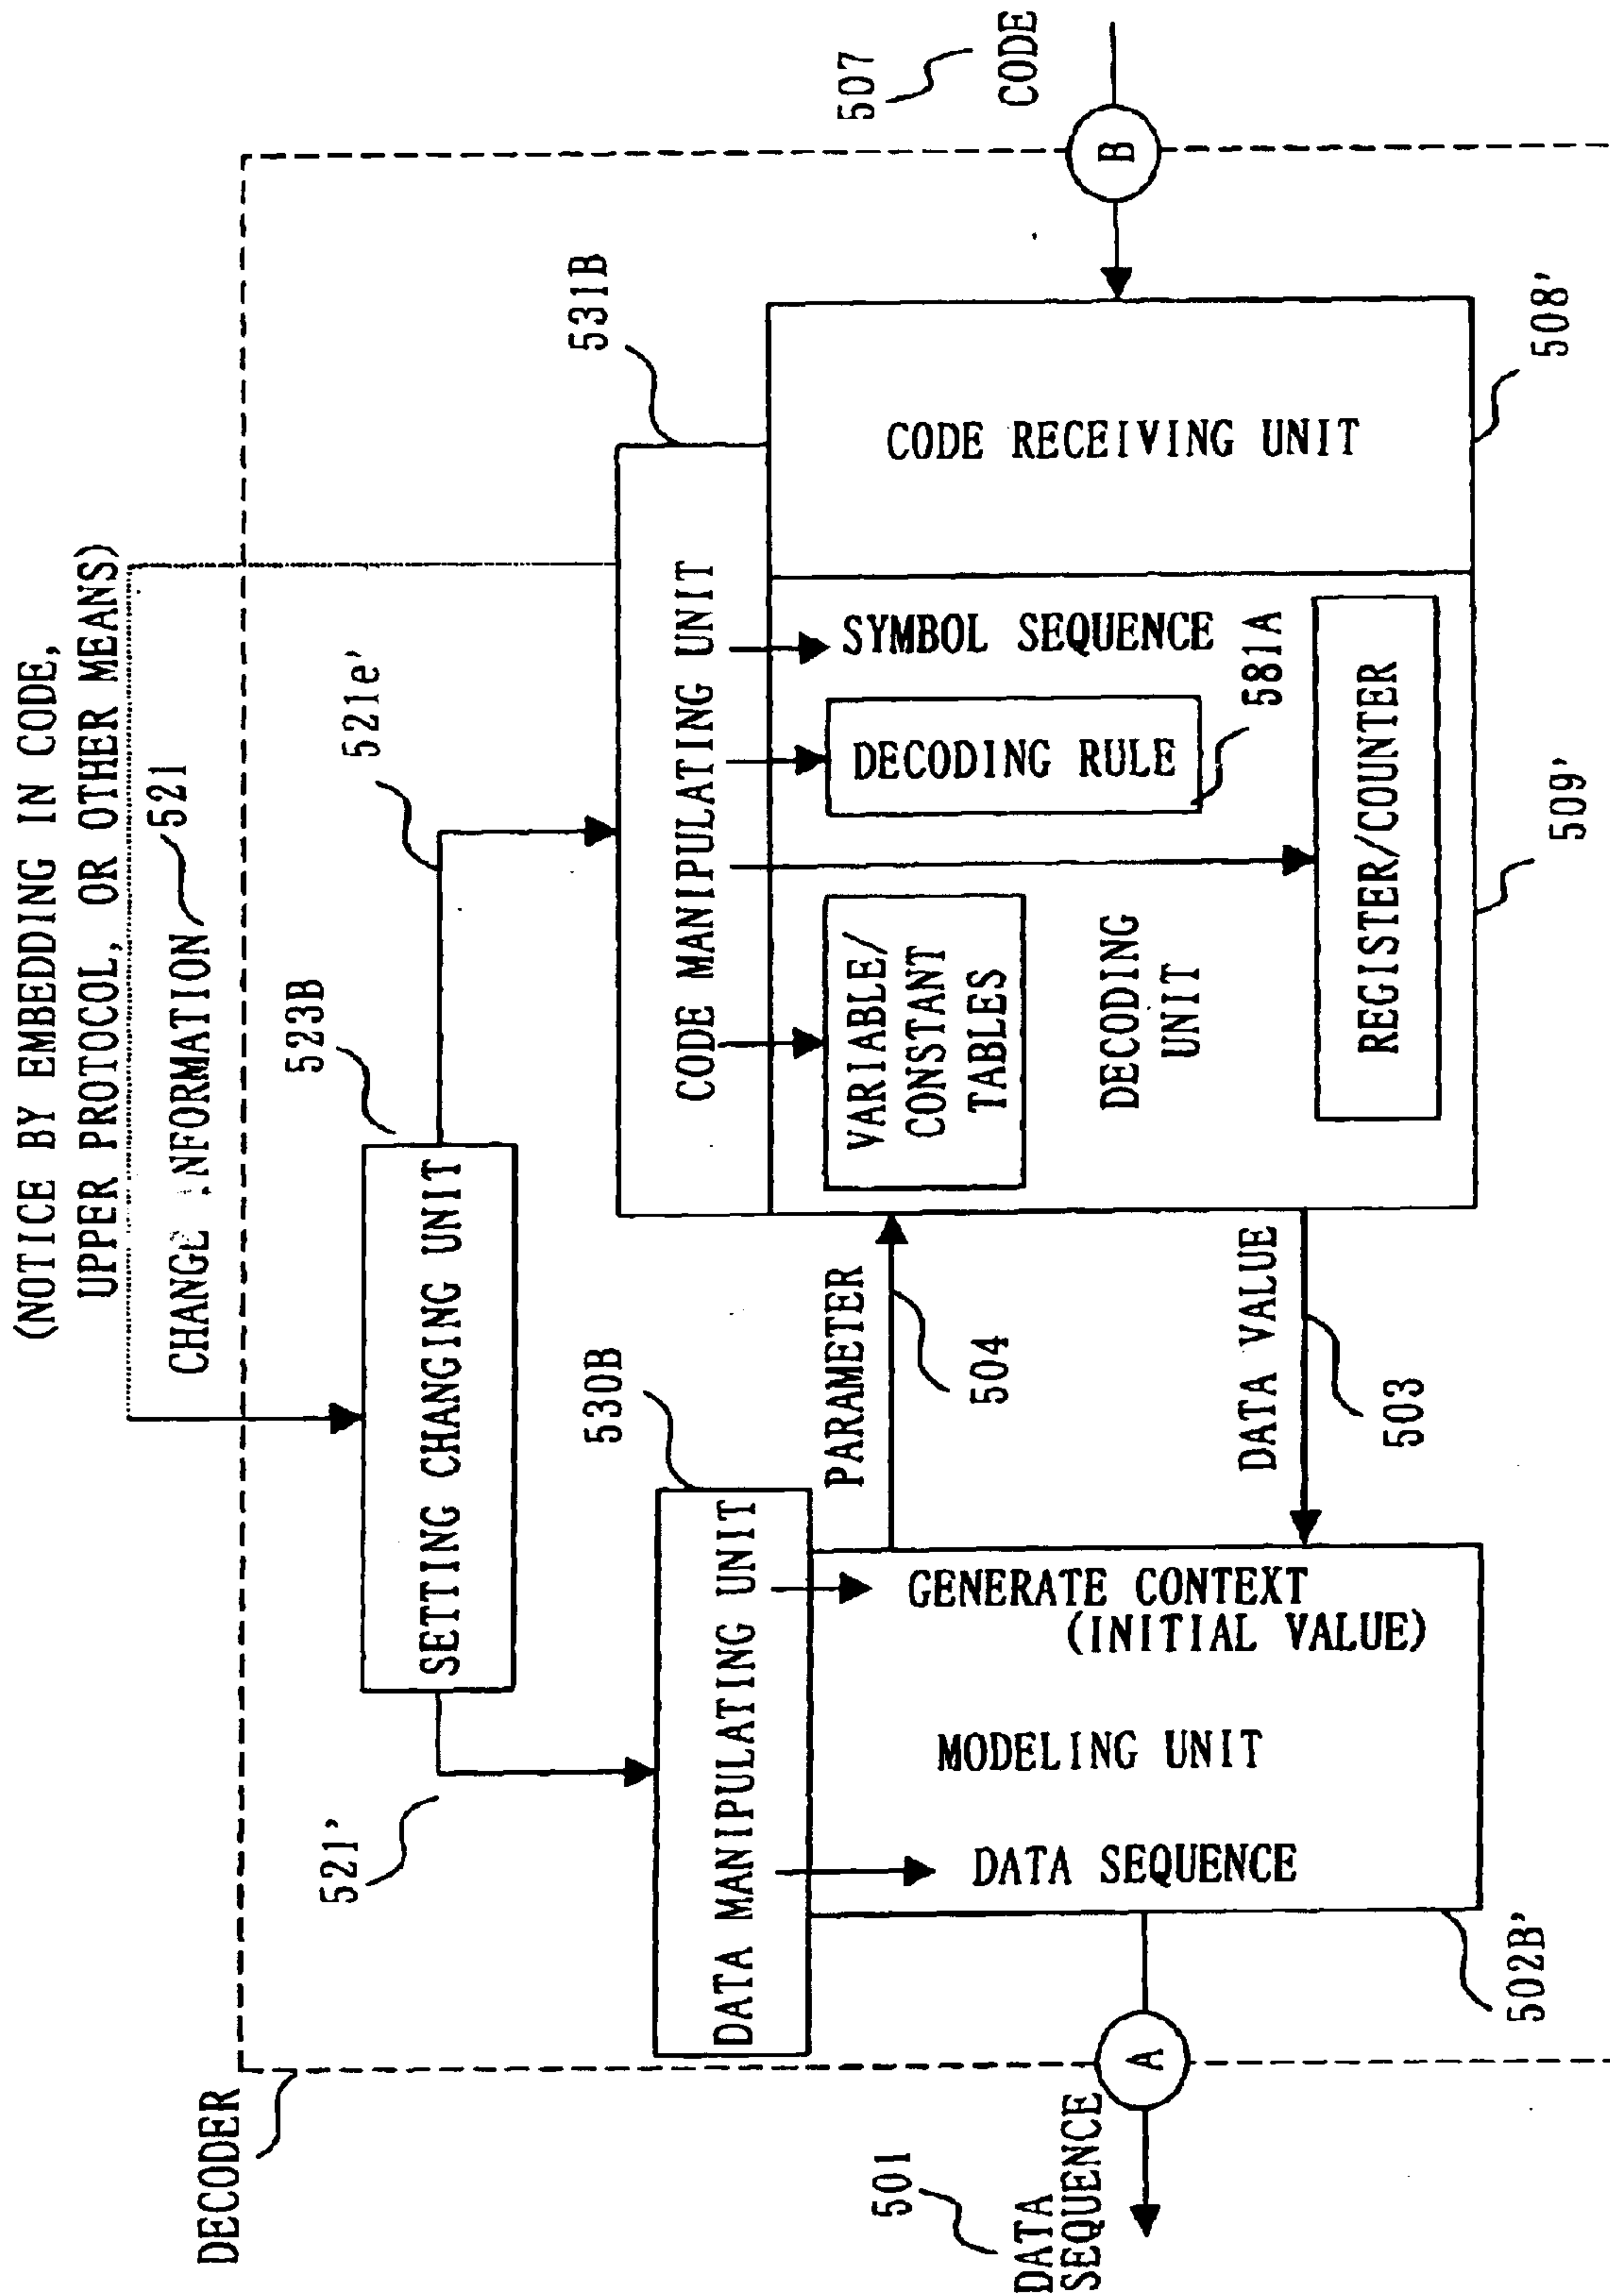 (NOTICE BY EMBEDDING IN CODE,
UPPER PROTOCOL, OR OTHER MEANS)
CHANGE INFORMATION
521
DECODER
523B
521e'
SETTING CHANGING UNIT
521'
530B
531B
507
CODE
B
DATA MANIPULATING UNIT
CODE MANIPULATING UNIT
PARAMETER
504
VARIABLE/
CONSTANT
TABLES
DECODING RULE
581A
SYMBOL SEQUENCE
CODE RECEIVING UNIT
508'
GENERATE CONTEXT
(INITIAL VALUE)
MODELING UNIT
DATA SEQUENCE
DECODING
UNIT
REGISTER/COUNTER
509'
DATA VALUE
503
501
DATA
SEQUENCE
A
502B'